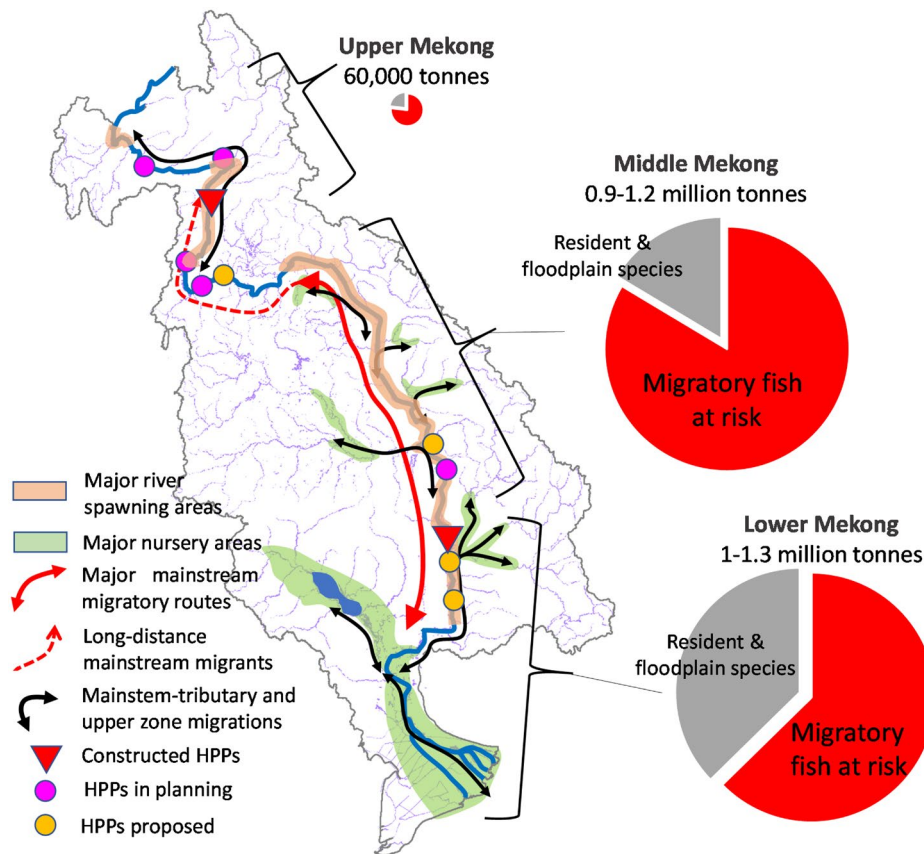 Upper Mekong
60,000 tonnes
Middle Mekong
0.9-1.2 million tonnes
Resident &
floodplain species
Migratory fish
at risk
Lower Mekong
1-1.3 million tonnes
Resident &
floodplain species
Migratory
fish at risk
Major river
spawning areas
Major nursery areas
Major mainstream
migratory routes
Long-distance
mainstream migrants
Mainstem-tributary and
upper zone migrations
Constructed HPPs
HPPs in planning
HPPs proposed